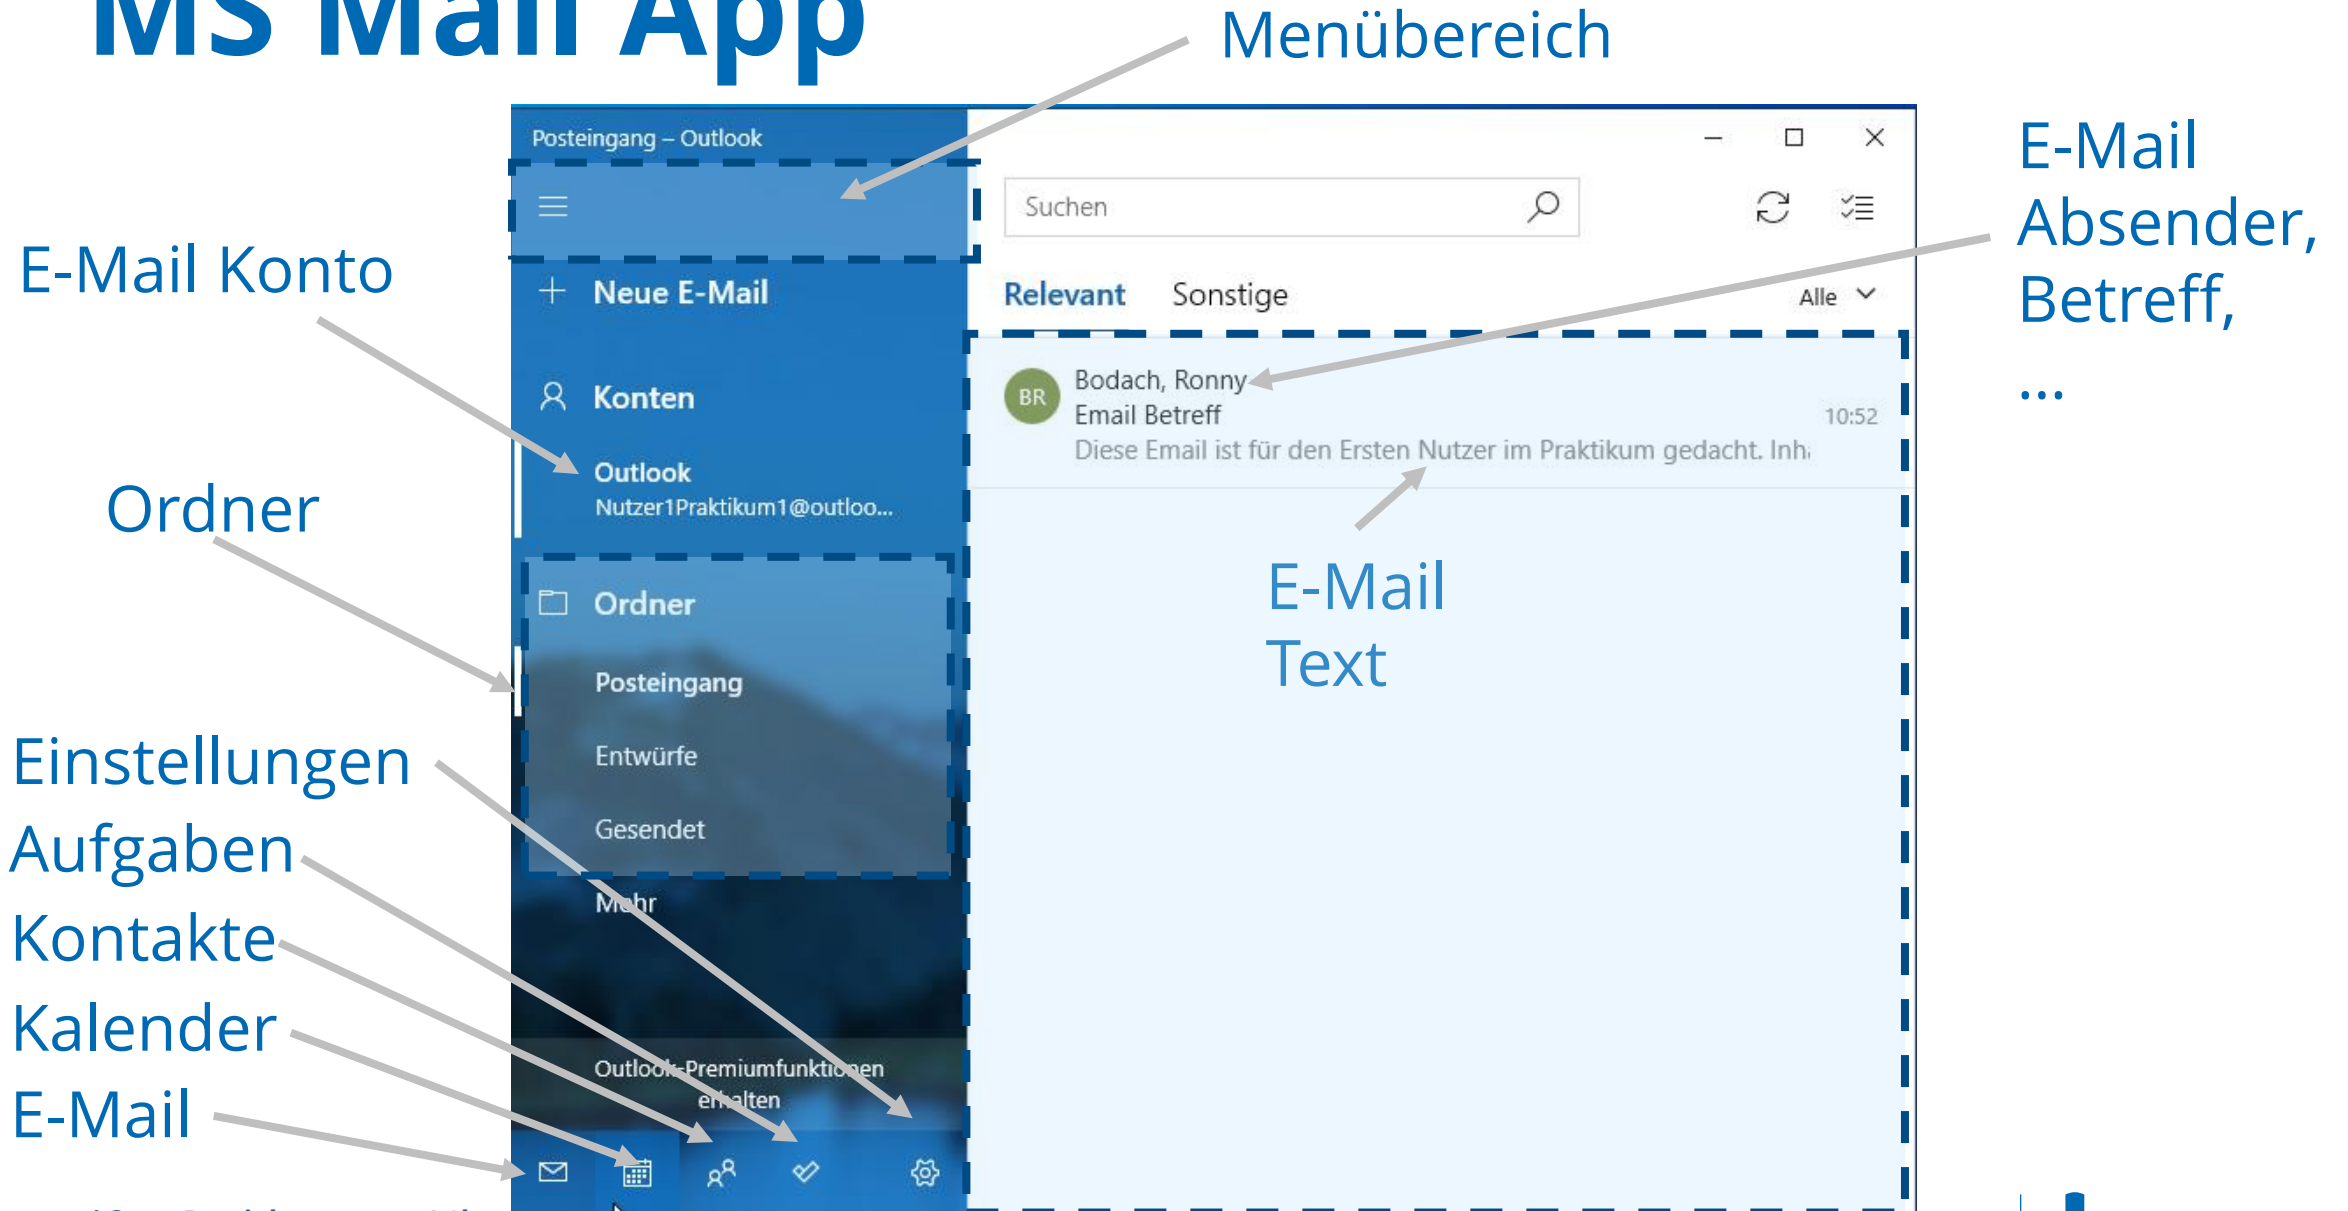 MS Mail App
Menübereich
Posteingang – Outlook
E-Mail
Absender,
Betreff,
...
Suchen
E-Mail Konto
Neue E-Mail
Relevant Sonstige Alle
Konten
BR
Bodach, Ronny
Email Betreff
10:52
Diese Email ist für den Ersten Nutzer im Praktikum gedacht. Inh
Outlook
Nutzer1Praktikum1@outloo...
Ordner
E-Mail
Text
Ordner
Posteingang
Entwürfe
Gesendet
Mehr
Einstellungen
Aufgaben
Kontakte
Kalender
E-Mail
Outlook-Premiumfunktionen
erhalten